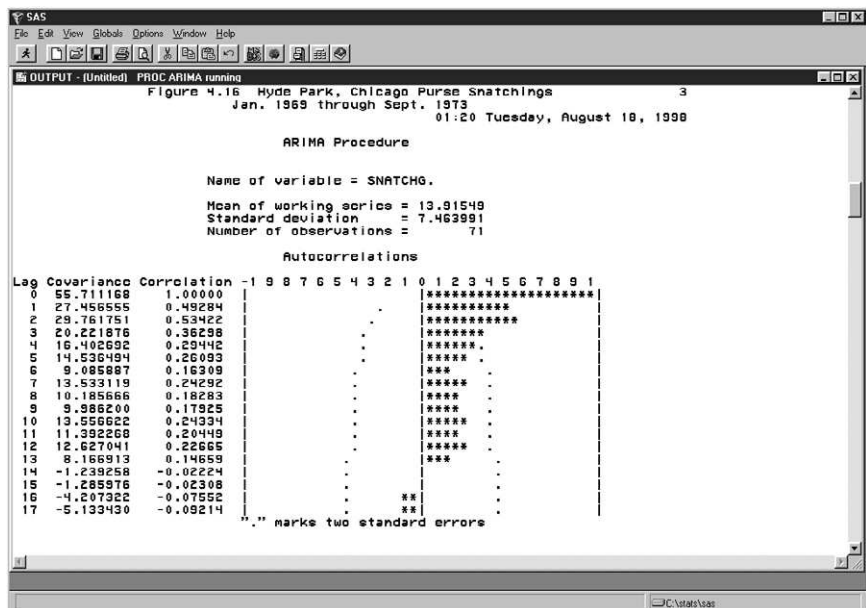 SAS
File Edit View Globals Options Window Help
OUTPUT - (Untitled) PROC ARIMA running
Figure 4.16 Hyde Park, Chicago Purse Snatchings 3
Jan. 1969 through Sept. 1973
01:20 Tuesday, August 18, 1998
ARIMA Procedure
Name of variable = SNATCHG.
Mean of working series = 13.91549
Standard deviation = 7.463991
Number of observations = 71
Autocorrelations
Lag Covariance Correlation -1 9 8 7 6 5 4 3 2 1 0 1 2 3 4 5 6 7 8 9 1
0 55.711168 1.00000 | |********************|
1 27.456555 0.49284 | . |********** |
2 29.761751 0.53422 | . |*********** |
3 20.221876 0.36298 | . |******* |
4 16.402692 0.29442 | . |******. |
5 14.536494 0.26093 | . |***** . |
6 9.085887 0.16309 | . |*** . |
7 13.533119 0.24292 | . |***** . |
8 10.185666 0.18283 | . |**** . |
9 9.986200 0.17925 | . |**** . |
10 13.556622 0.24334 | . |***** . |
11 11.392268 0.20449 | . |**** . |
12 12.627041 0.22665 | . |***** . |
13 8.166913 0.14659 | . |*** . |
14 -1.239258 -0.02224 | . | . |
15 -1.285976 -0.02308 | . | . |
16 -4.207322 -0.07552 | . **| . |
17 -5.133430 -0.09214 | . **| . |
"." marks two standard errors
C:\stats\sas